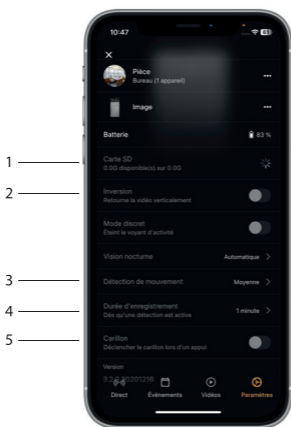 10:47
Pièce
Bureau (1 appareil)
Image
Batterie
83 %
1
Carte SD
0.0G disponible(s) sur 0.0G
2
Inversion
Retourne la vidéo verticalement
Mode discret
Éteint le voyant d'activité
Vision nocturne
Automatique
3
Détection de mouvement
Moyenne
4
Durée d'enregistrement
Dès qu'une détection est active
1 minute
5
Carillon
Déclencher le carillon lors d'un appui
Version
Direct
Événements
Vidéos
Paramètres